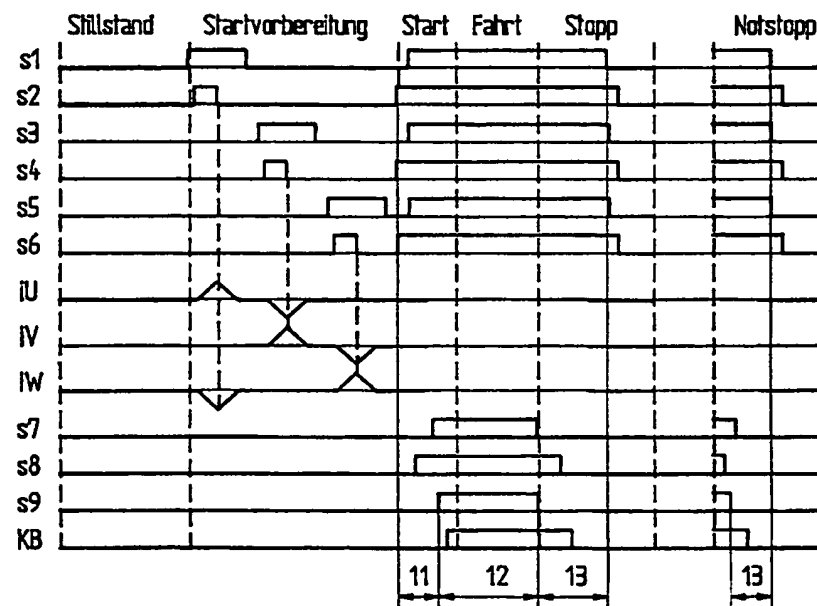 Stillstand Startvorbereitung Start Fahrt Stopp Notstopp
s1
s2
s3
s4
s5
s6
iU
iV
iW
s7
s8
s9
KB
11 12 13 13